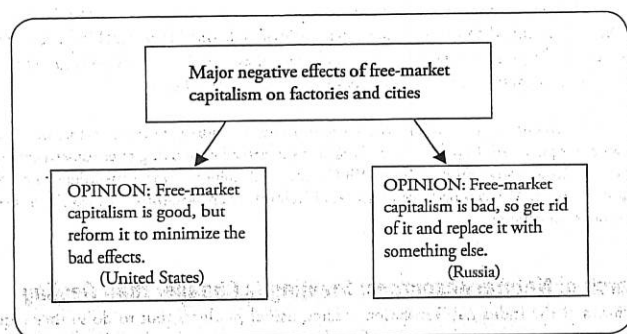 Major negative effects of free-market
capitalism on factories and cities
OPINION: Free-market
capitalism is good, but
reform it to minimize the
bad effects.
(United States)
OPINION: Free-market
capitalism is bad, so get rid
of it and replace it with
something else.
(Russia)